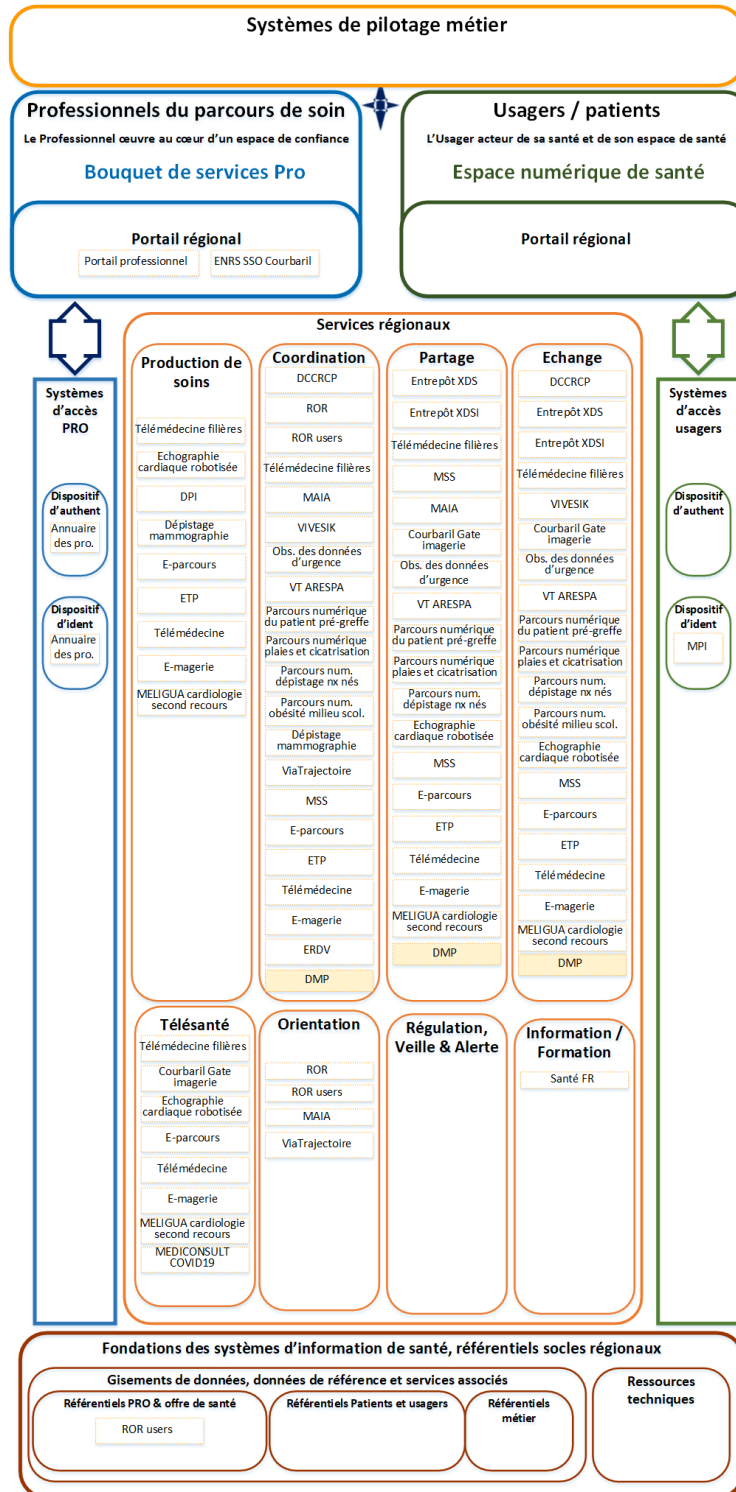 Systèmes de pilotage métier
Professionnels du parcours de soin
Le Professionnel œuvre au cœur d'un espace de confiance
Bouquet de services Pro
Portail régional
Portail professionnel
ENRS SSO Courbaril
Usagers / patients
L'Usager acteur de sa santé et de son espace de santé
Espace numérique de santé
Portail régional
Systèmes
d'accès
PRO
Dispositif
d'authent
Annuaire
des pro.
Dispositif
d'ident
Annuaire
des pro.
Services régionaux
Production de
soins
Télémédecine filières
Echographie
cardiaque robotisée
DPI
Dépistage
mammographie
E-parcours
ETP
Télémédecine
E-magerie
MELIGUA cardiologie
second recours
Coordination
DCCRCP
ROR
ROR users
Télémédecine filières
MAIA
VIVESIK
Obs. des données
d'urgence
VT ARESPA
Parcours numérique
du patient pré-greffe
Parcours numérique
plaies et cicatrisation
Parcours num.
dépistage nx nés
Parcours num.
obésité milieu scol.
Dépistage
mammographie
ViaTrajectoire
MSS
E-parcours
ETP
Télémédecine
E-magerie
ERDV
DMP
Partage
Entrepôt XDS
Entrepôt XDSI
Télémédecine filières
MSS
MAIA
Courbaril Gate
imagerie
Obs. des données
d'urgence
VT ARESPA
Parcours numérique
du patient pré-greffe
Parcours numérique
plaies et cicatrisation
Parcours num.
dépistage nx nés
Echographie
cardiaque robotisée
MSS
E-parcours
ETP
Télémédecine
E-magerie
MELIGUA cardiologie
second recours
DMP
Echange
DCCRCP
Entrepôt XDS
Entrepôt XDSI
Télémédecine filières
VIVESIK
Courbaril Gate
imagerie
Obs. des données
d'urgence
VT ARESPA
Parcours numérique
du patient pré-greffe
Parcours numérique
plaies et cicatrisation
Parcours num.
dépistage nx nés
Parcours num.
obésité milieu scol.
Echographie
cardiaque robotisée
MSS
E-parcours
ETP
Télémédecine
E-magerie
MELIGUA cardiologie
second recours
DMP
Télésanté
Télémédecine filières
Courbaril Gate
imagerie
Echographie
cardiaque robotisée
E-parcours
Télémédecine
E-magerie
MELIGUA cardiologie
second recours
MEDICONSULT
COVID19
Orientation
ROR
ROR users
MAIA
ViaTrajectoire
Régulation,
Veille & Alerte
Information /
Formation
Santé FR
Systèmes
d'accès
usagers
Dispositif
d'authent
Dispositif
d'ident
MPI
Fondations des systèmes d'information de santé, référentiels socles régionaux
Gisements de données, données de référence et services associés
Référentiels PRO & offre de santé
ROR users
Référentiels Patients et usagers
Référentiels
métier
Ressources
techniques